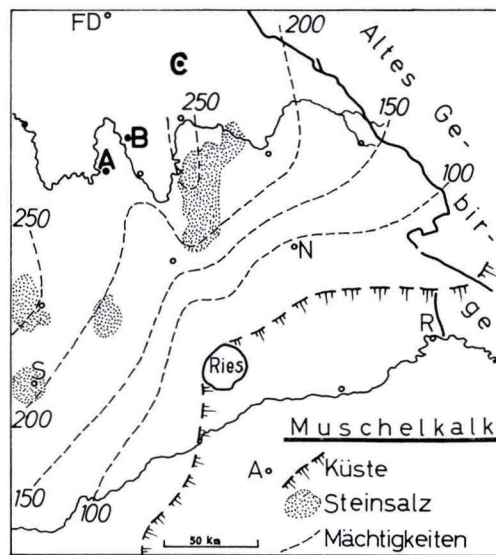 FD°
200
Altes Ge-
C
250
B
150
A
100
bir-
250
N
ge
R
Ries
S
200
Muschelkalk
A
Küste
Steinsalz
150
100
50 km
Mächtigkeiten